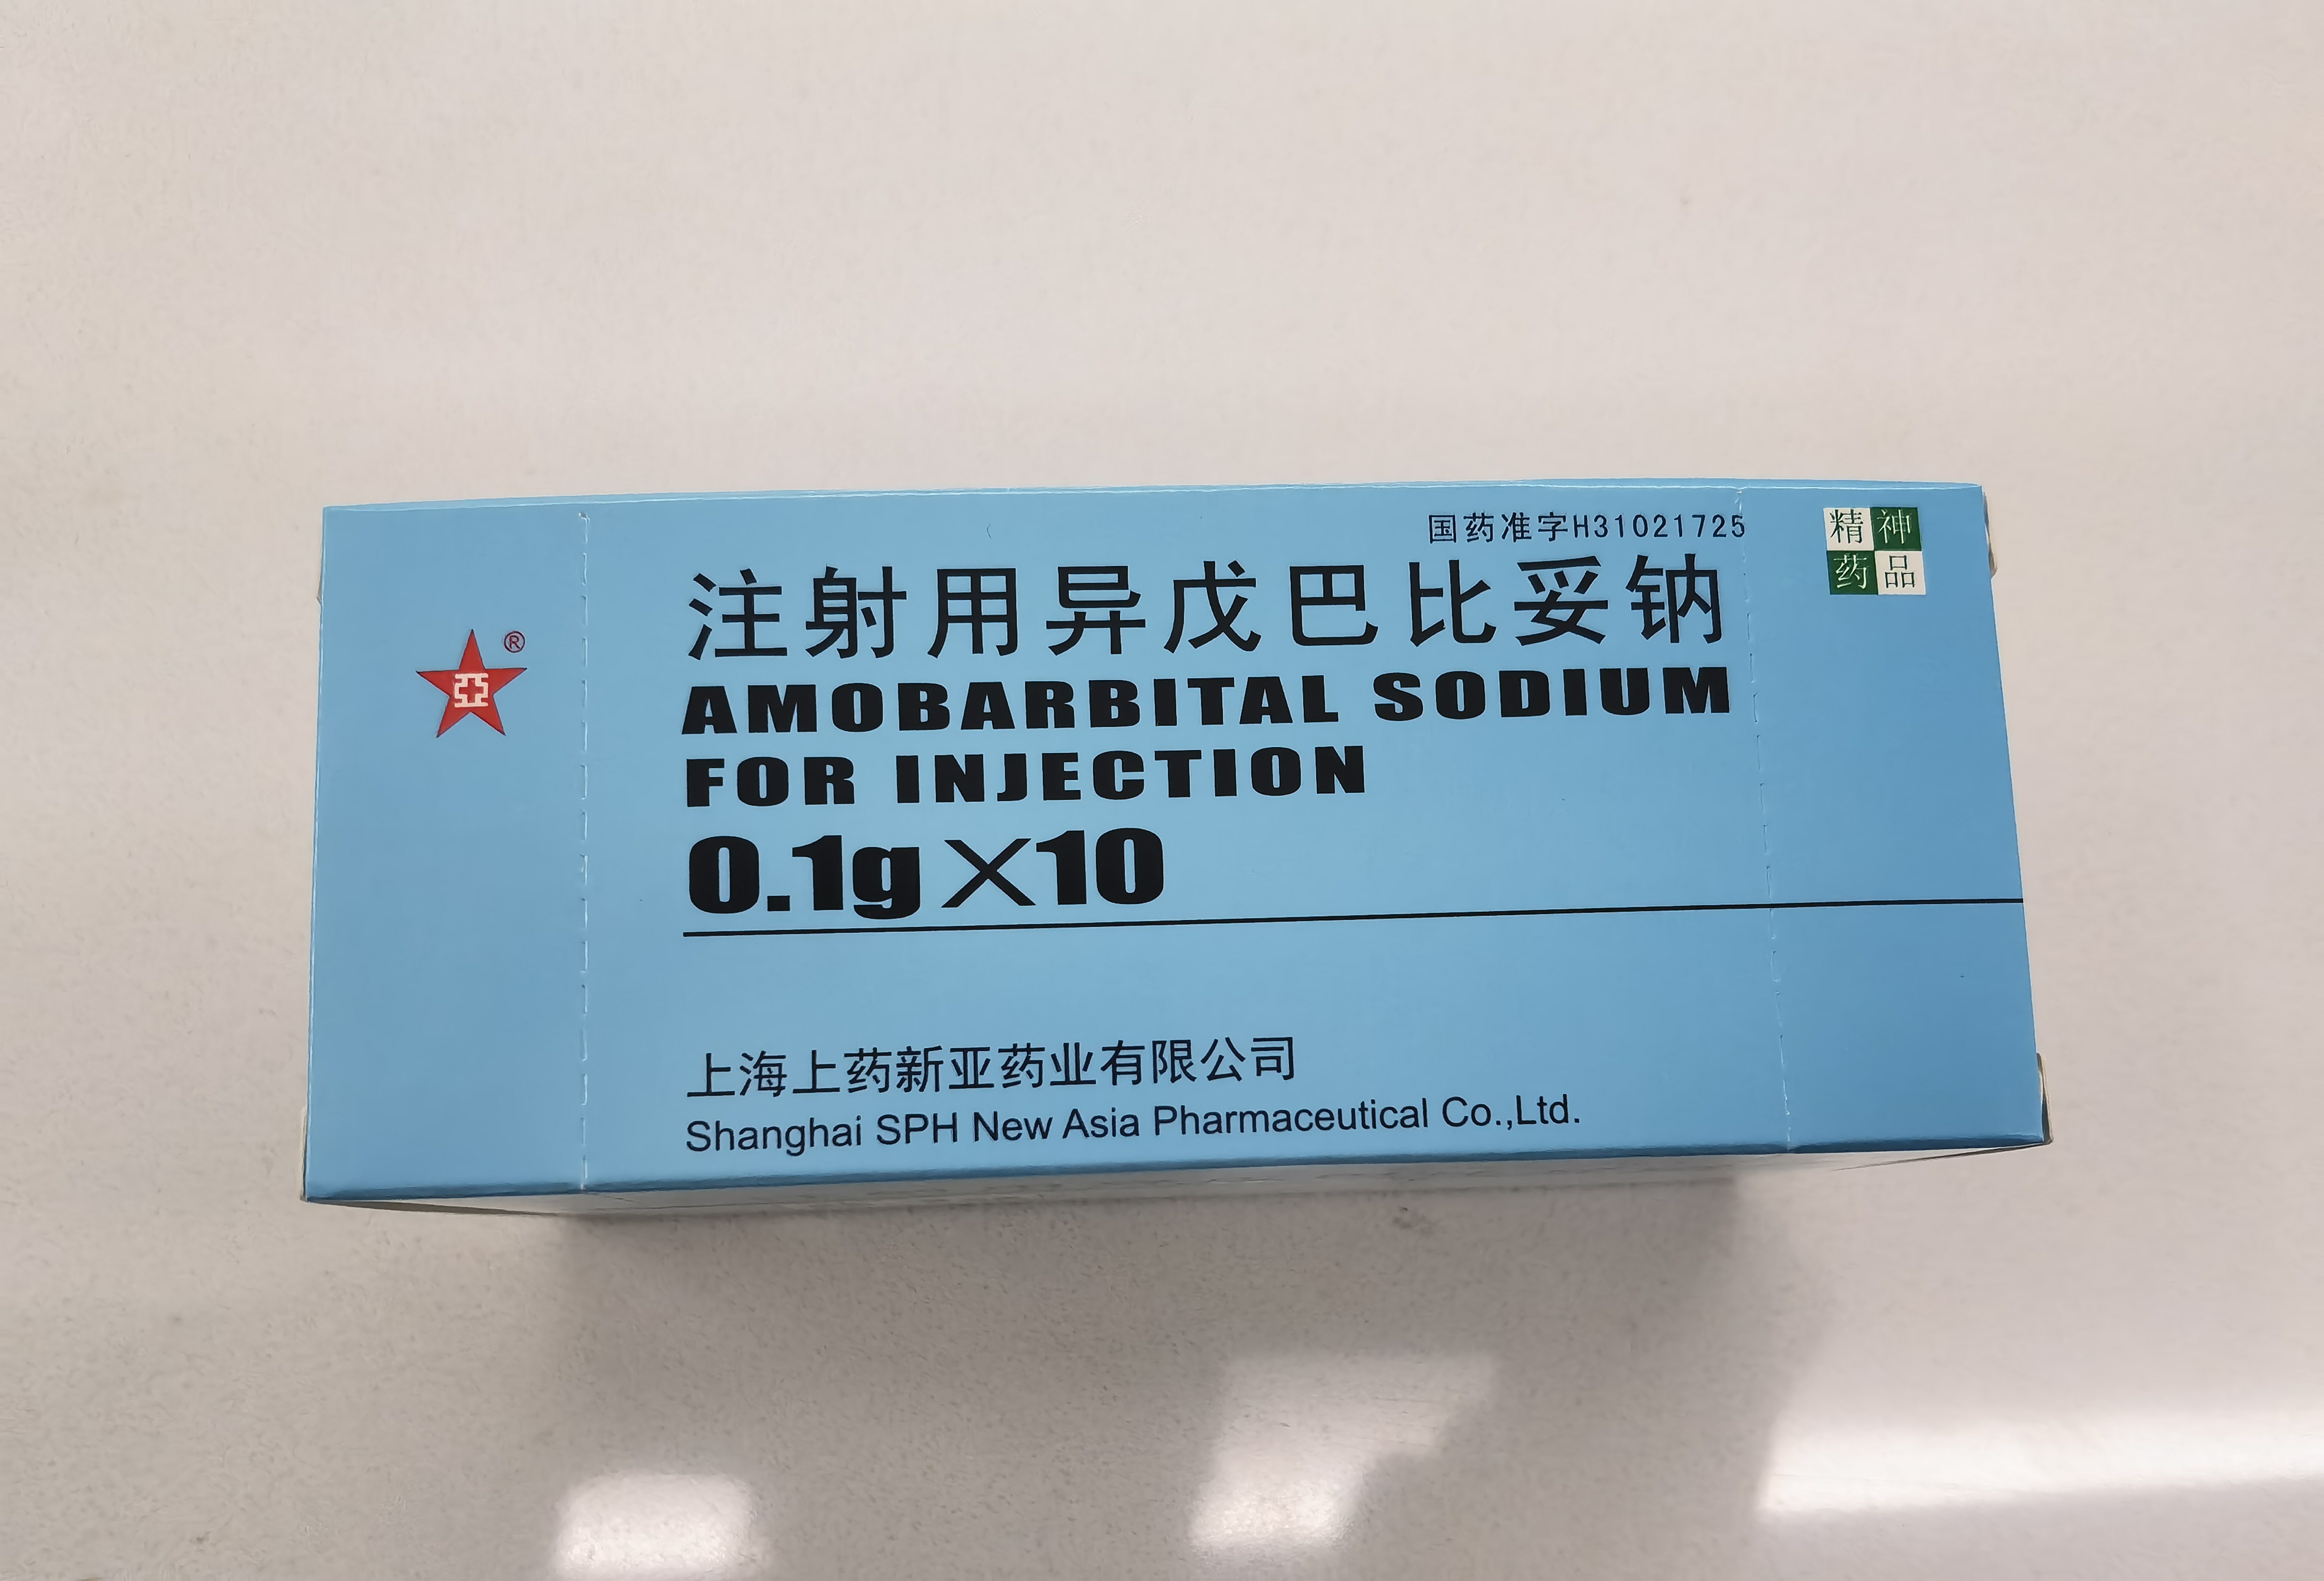 国药准字H31021725
精神
药品
注射用异戊巴比妥钠
AMOBARBITAL SODIUM
FOR INJECTION
0.1g×10
亞
®
上海上药新亚药业有限公司
Shanghai SPH New Asia Pharmaceutical Co.,Ltd.